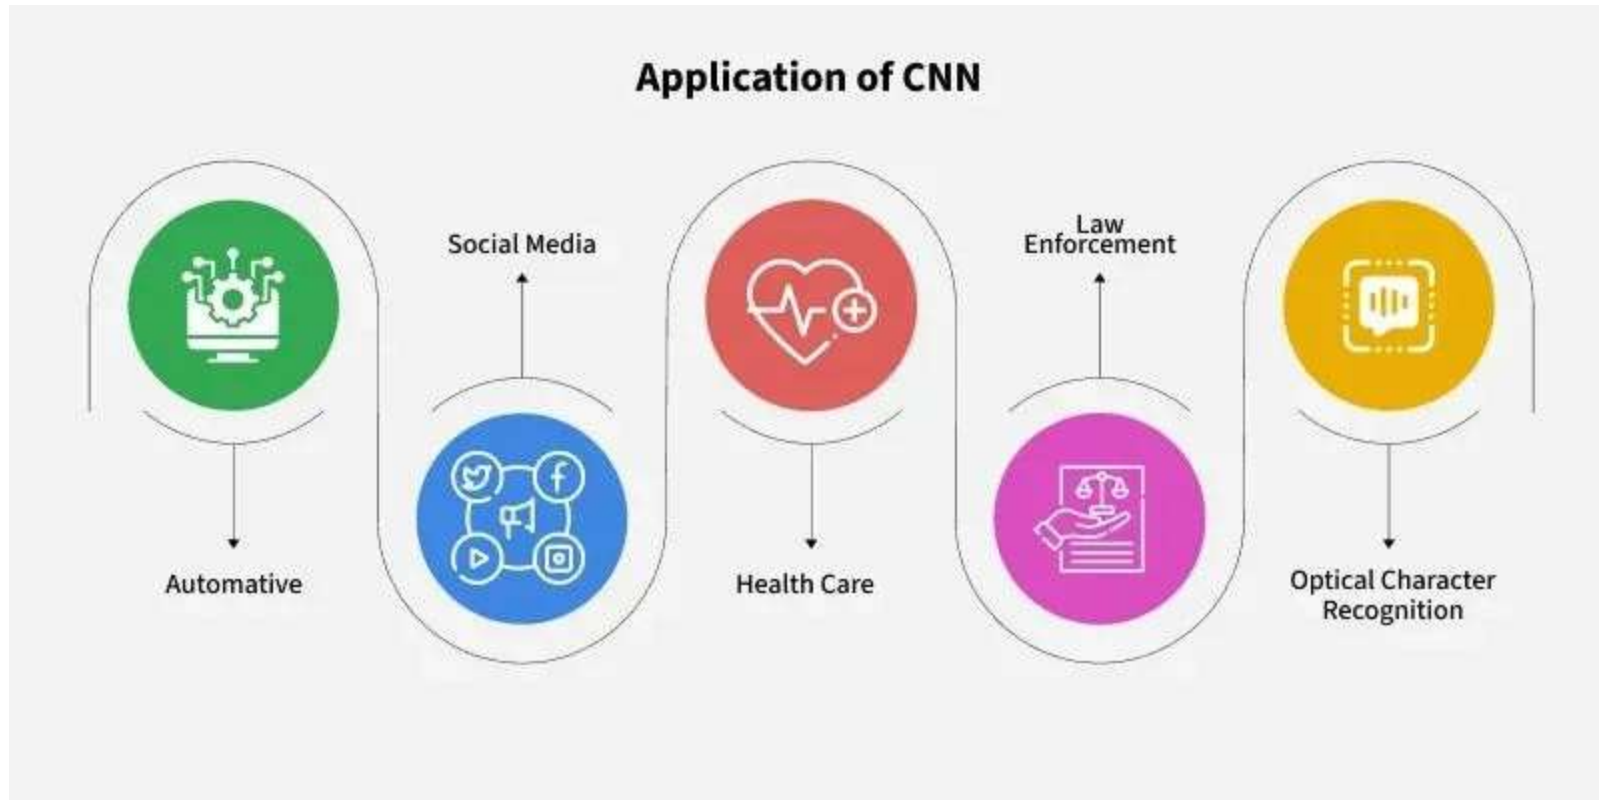 Application of CNN
Automative
Social Media
Health Care
Law
Enforcement
Optical Character
Recognition